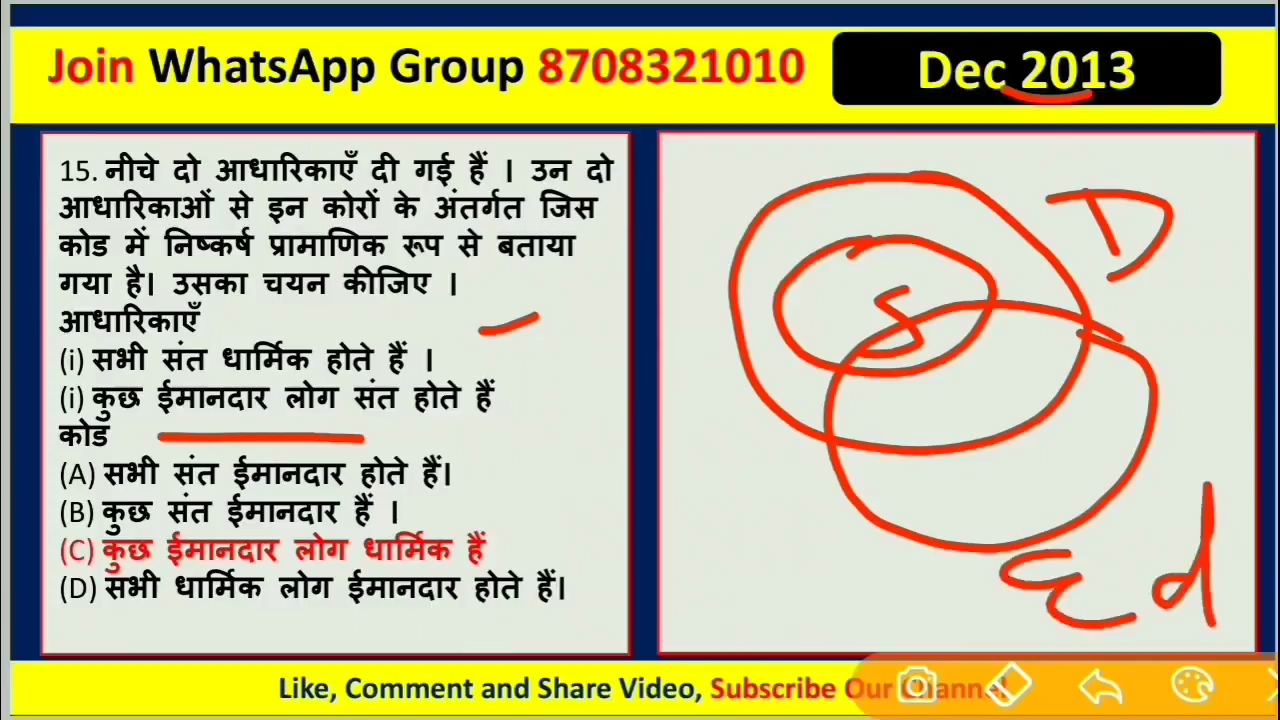 Join WhatsApp Group 8708321010
Dec 2013
15. नीचे दो आधारिकाएँ दी गई हैं । उन दो
आधारिकाओं से इन कोरों के अंतर्गत जिस
कोड में निष्कर्ष प्रामाणिक रूप से बताया
गया है। उसका चयन कीजिए ।
आधारिकाएँ
(i) सभी संत धार्मिक होते हैं ।
(i) कुछ ईमानदार लोग संत होते हैं
कोड
(A) सभी संत ईमानदार होते हैं।
(B) कुछ संत ईमानदार हैं ।
(C) कुछ ईमानदार लोग धार्मिक हैं
(D) सभी धार्मिक लोग ईमानदार होते हैं।
D
S
Like, Comment and Share Video, Subscribe Our Channel